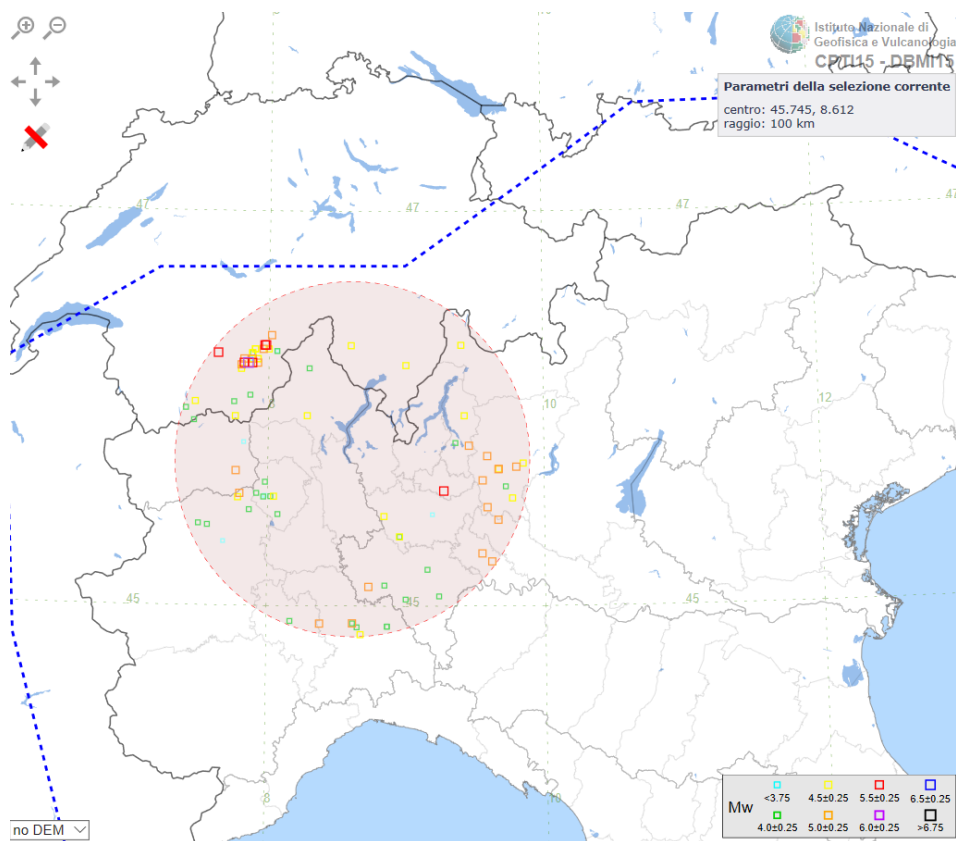 Istituto Nazionale di
Geofisica e Vulcanologia
CPTI15 - DBMI15
Parametri della selezione corrente
centro: 45.745, 8.612
raggio: 100 km
47
47
47
47
8
10
12
45
45
45
45
8
10
no DEM
Mw
<3.75
4.5±0.25
5.5±0.25
6.5±0.25
4.0±0.25
5.0±0.25
6.0±0.25
>6.75